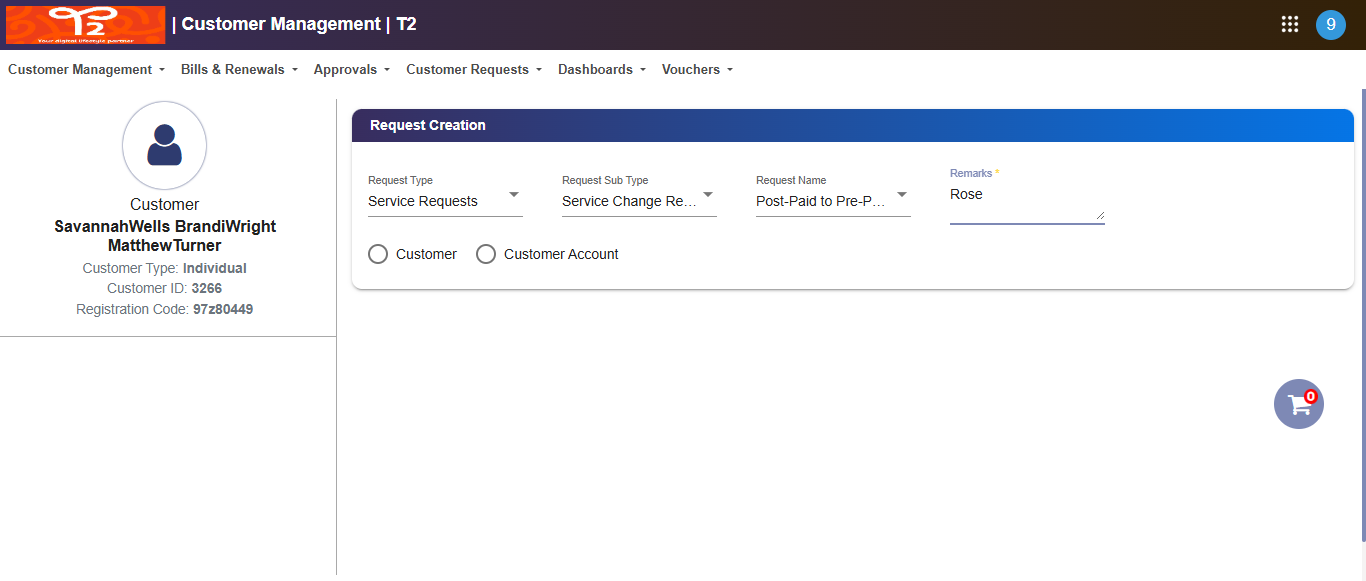 T2
Your digital lifestyle partner
| Customer Management | T2
9
Customer Management Bills & Renewals Approvals Customer Requests Dashboards Vouchers
Customer
SavannahWells BrandiWright
MatthewTurner
Customer Type: Individual
Customer ID: 3266
Registration Code: 97z80449
Request Creation
Request Type
Service Requests
Request Sub Type
Service Change Re...
Request Name
Post-Paid to Pre-P...
Remarks *
Rose
Customer Customer Account
0